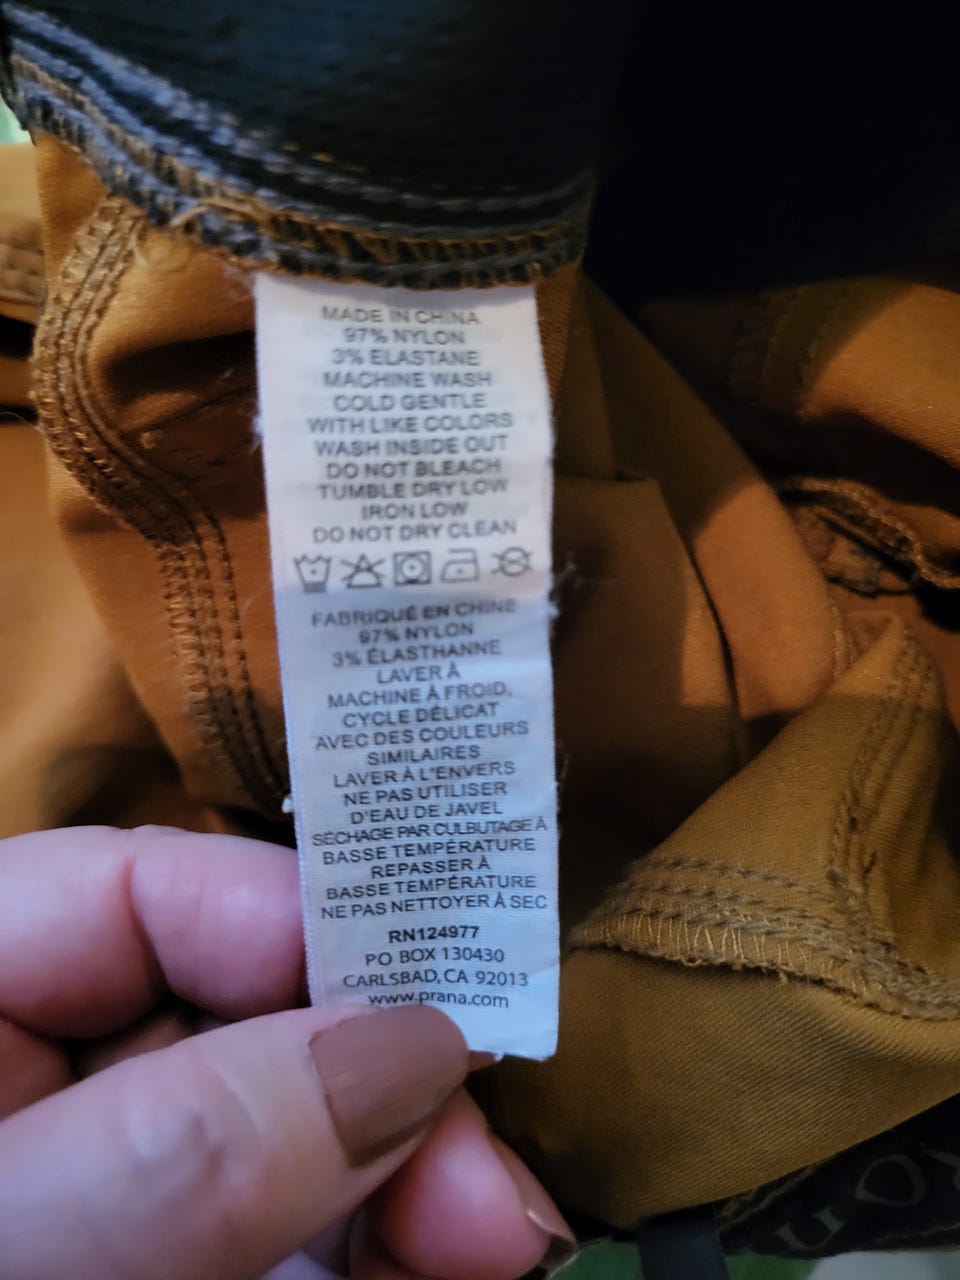 MADE IN CHINA
97% NYLON
3% ELASTANE
MACHINE WASH
COLD GENTLE
WITH LIKE COLORS
WASH INSIDE OUT
DO NOT BLEACH
TUMBLE DRY LOW
IRON LOW
DO NOT DRY CLEAN
FABRIQUÉ EN CHINE
97% NYLON
3% ÉLASTHANNE
LAVER À
MACHINE À FROID,
CYCLE DÉLICAT
AVEC DES COULEURS
SIMILAIRES
LAVER À L'ENVERS
NE PAS UTILISER
D'EAU DE JAVEL
SÉCHAGE PAR CULBUTAGE À
BASSE TEMPÉRATURE
REPASSER À
BASSE TEMPÉRATURE
NE PAS NETTOYER À SEC
RN124977
PO BOX 130430
CARLSBAD, CA 92013
www.prana.com